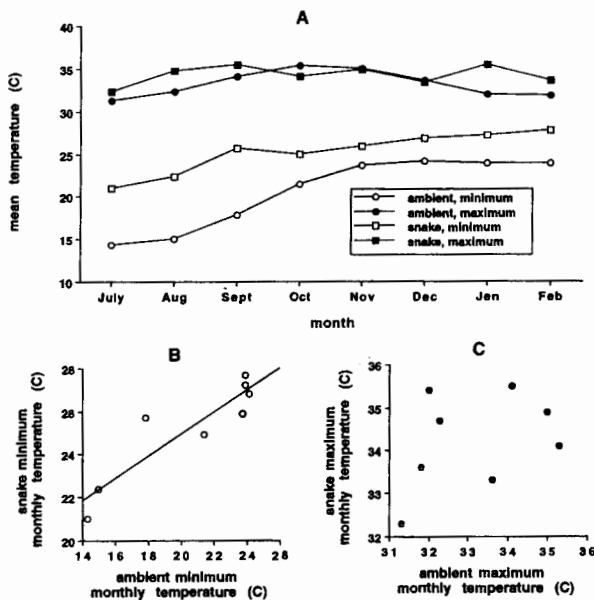 A
mean temperature (C)
40
35
30
25
20
15
10
ambient, minimum
ambient, maximum
snake, minimum
snake, maximum
July Aug Sept Oct Nov Dec Jen Feb
month
B
snake minimum
monthly temperature (C)
28
26
24
22
20
14 16 18 20 22 24 26
ambient minimum
monthly temperature (C)
C
snake maximum
monthly temperature (C)
36
35
34
33
32
31 32 33 34 35 36
ambient maximum
monthly temperature (C)